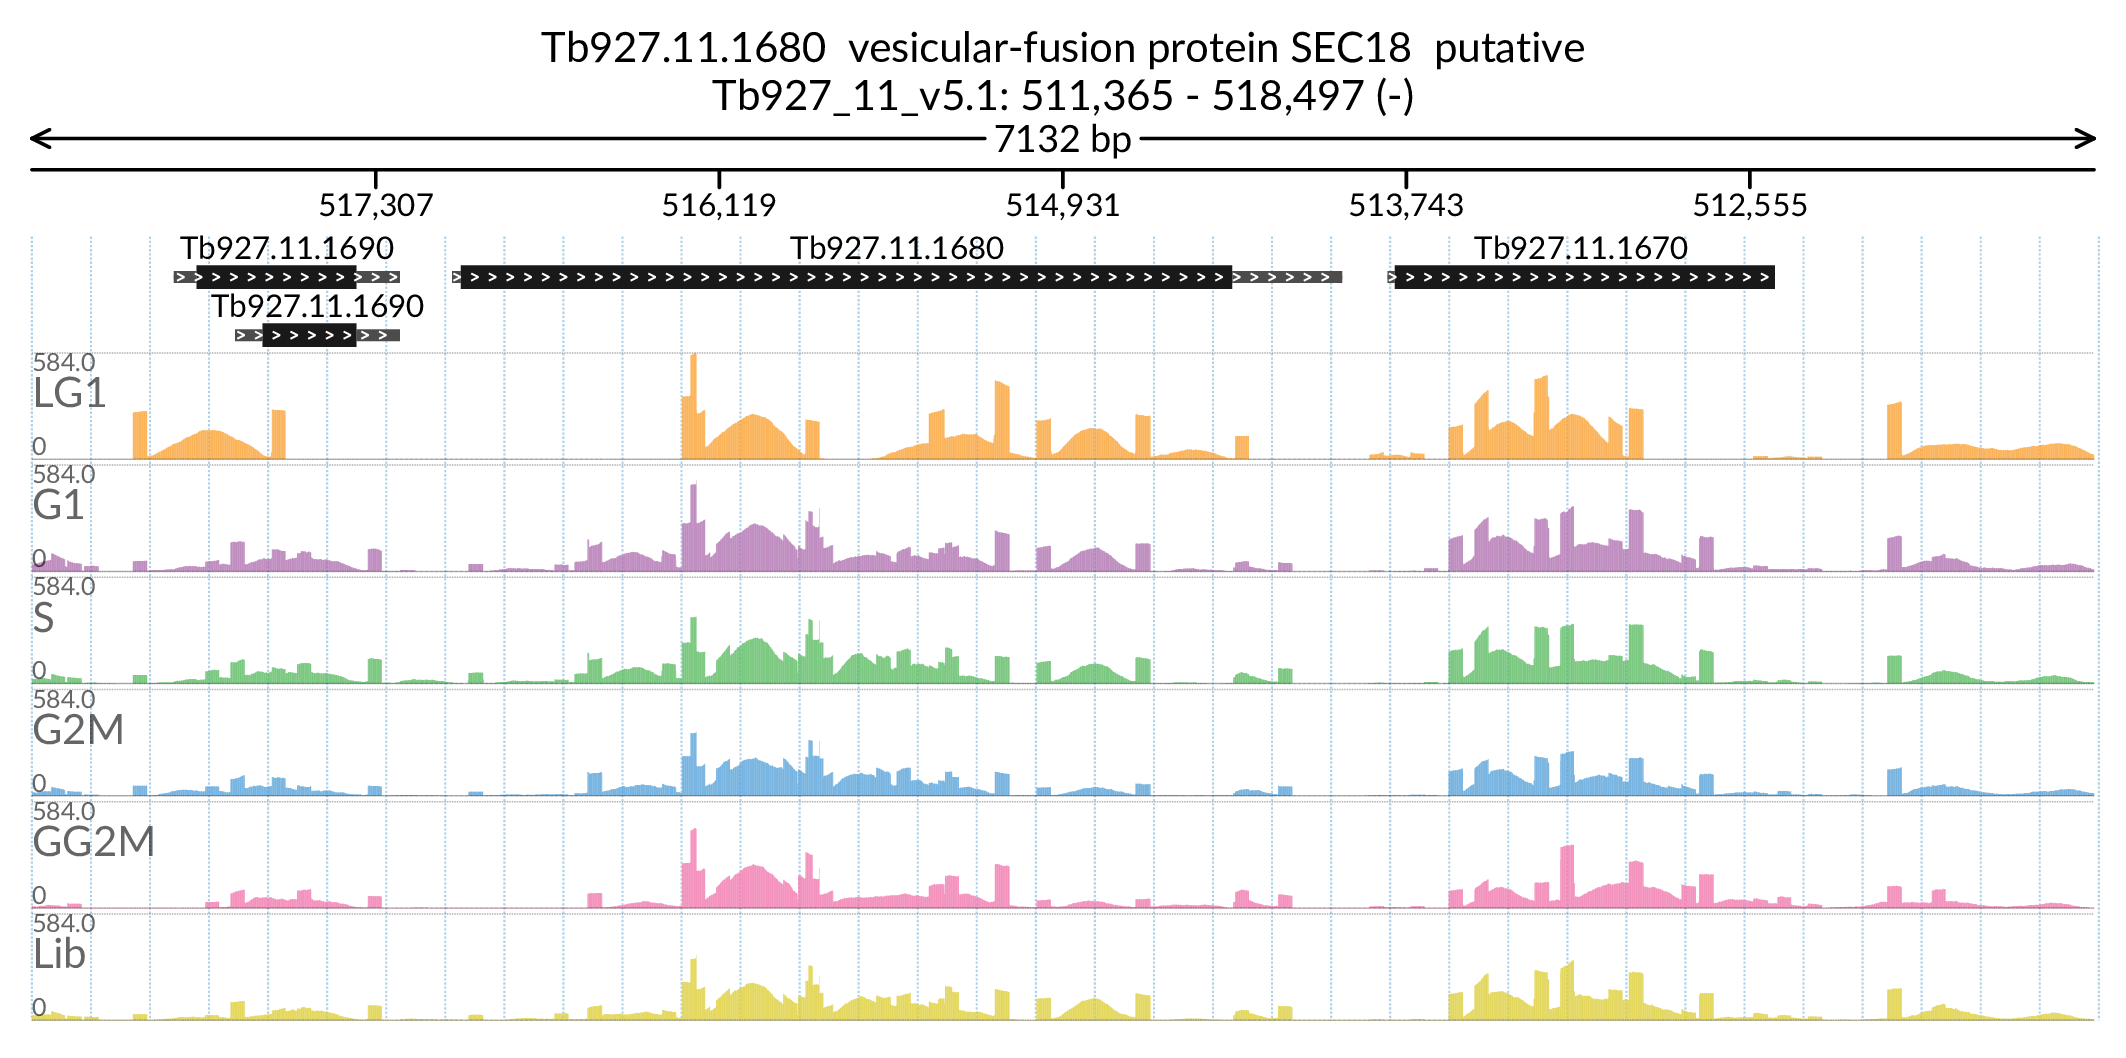 Tb927.11.1680  vesicular-fusion protein SEC18  putative
Tb927_11_v5.1: 511,365 - 518,497 (-)
7132 bp
517,307 516,119 514,931 513,743 512,555
Tb927.11.1690 Tb927.11.1680 Tb927.11.1670
Tb927.11.1690
584.0
LG1
0
584.0
G1
0
584.0
S
0
584.0
G2M
0
584.0
GG2M
0
584.0
Lib
0